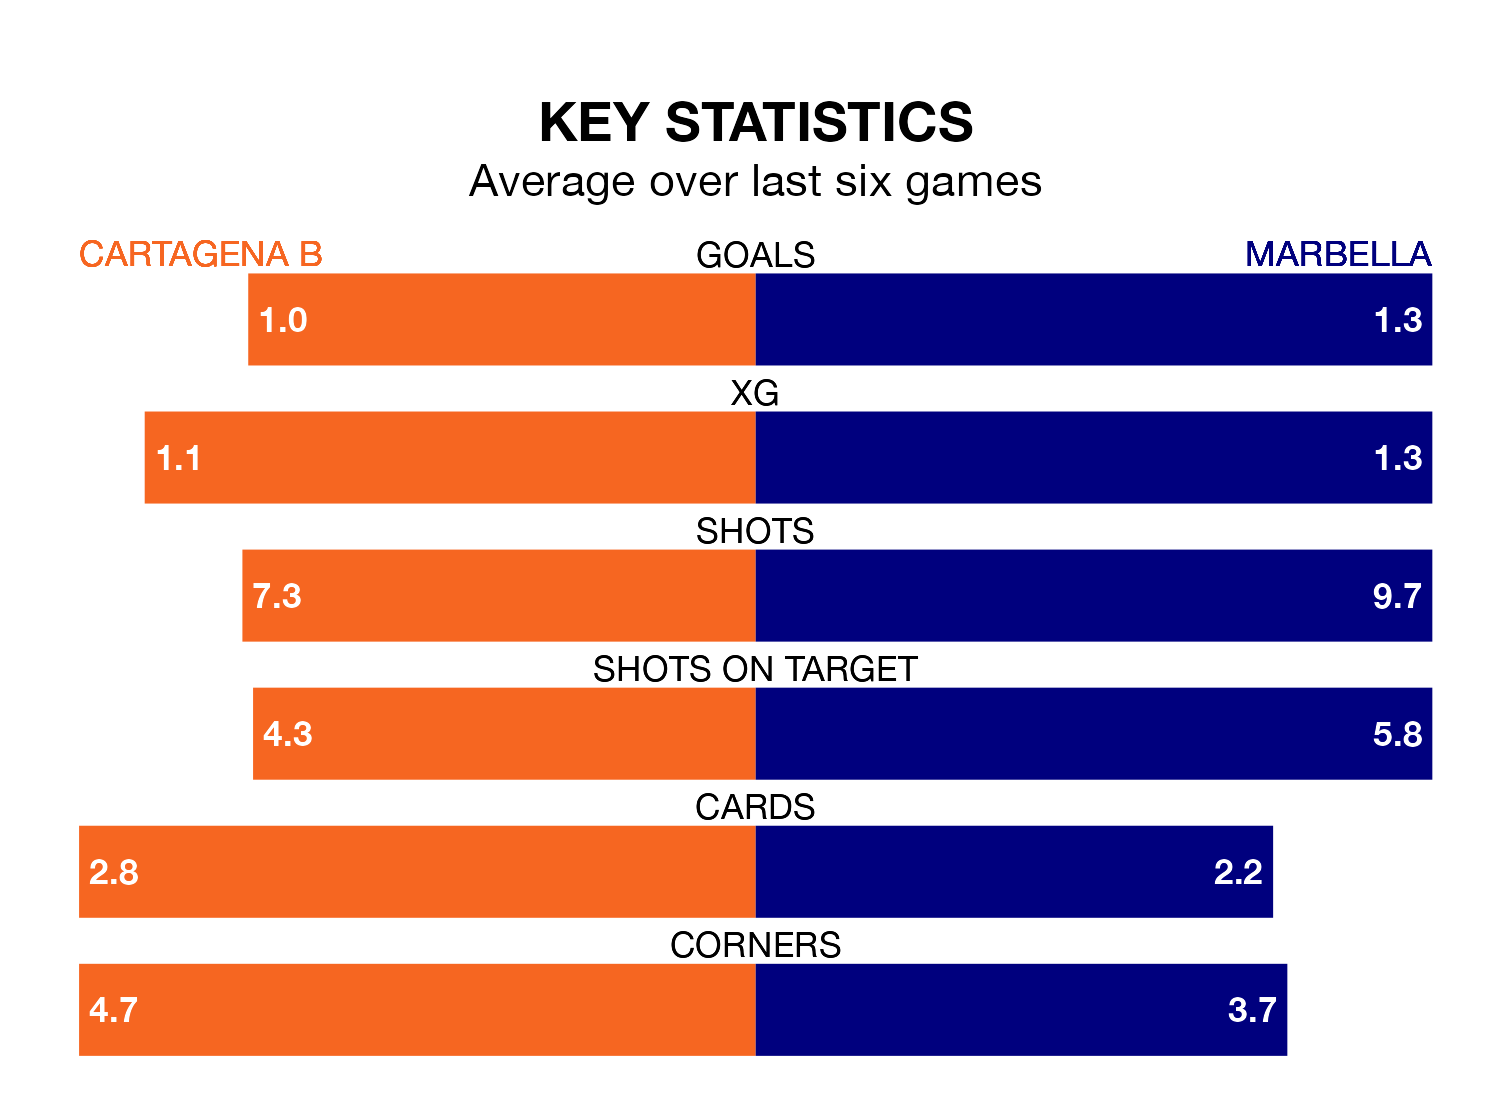 KEY STATISTICS
Average over last six games
CARTAGENA B GOALS MARBELLA
1.0 1.3
XG
1.1 1.3
SHOTS
7.3 9.7
SHOTS ON TARGET
4.3 5.8
CARDS
2.8 2.2
CORNERS
4.7 3.7